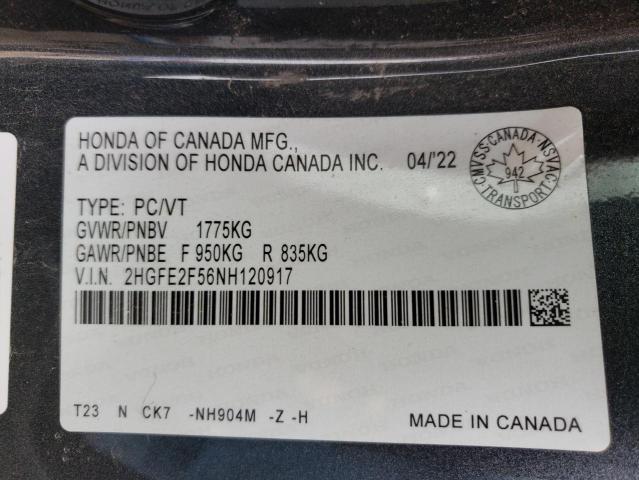 HONDA OF CANADA MFG.,
A DIVISION OF HONDA CANADA INC. 04/'22
CMVSS·CANADA·NSVAC
942
TRANSPORT
TYPE: PC/VT
GVWR/PNBV 1775KG
GAWR/PNBE F 950KG R 835KG
V.I.N. 2HGFE2F56NH120917
T23 N CK7 -NH904M -Z -H
MADE IN CANADA